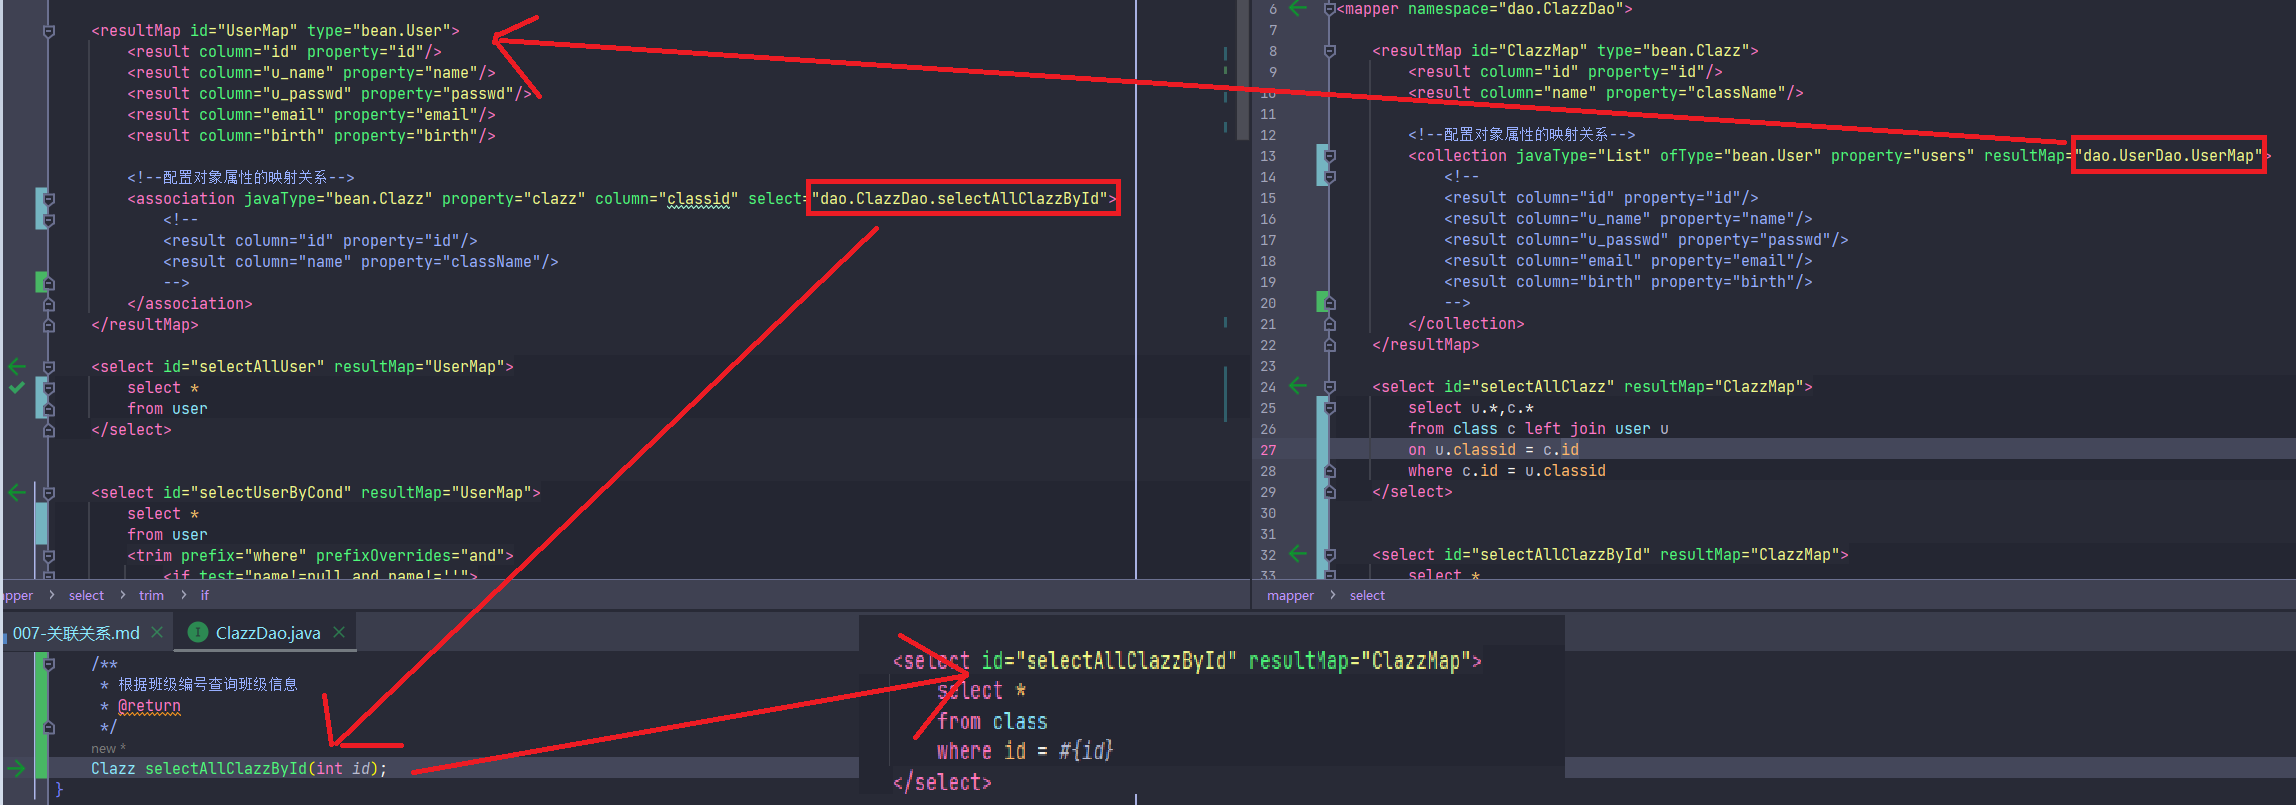 <resultMap id="UserMap" type="bean.User">
<result column="id" property="id"/>
<result column="u_name" property="name"/>
<result column="u_passwd" property="passwd"/>
<result column="email" property="email"/>
<result column="birth" property="birth"/>
<!--配置对象属性的映射关系-->
<association javaType="bean.Clazz" property="clazz" column="classid" select="dao.ClazzDao.selectAllClazzById">
<!--
<result column="id" property="id"/>
<result column="name" property="className"/>
-->
</association>
</resultMap>
<select id="selectAllUser" resultMap="UserMap">
select *
from user
</select>
<select id="selectUserByCond" resultMap="UserMap">
select *
from user
<trim prefix="where" prefixOverrides="and">
<if test="name!=null and name!=''">
mapper > select > trim > if
6 <mapper namespace="dao.ClazzDao">
7
8 <resultMap id="ClazzMap" type="bean.Clazz">
9 <result column="id" property="id"/>
10 <result column="name" property="className"/>
11
12 <!--配置对象属性的映射关系-->
13 <collection javaType="List" ofType="bean.User" property="users" resultMap="dao.UserDao.UserMap">
14 <!--
15 <result column="id" property="id"/>
16 <result column="u_name" property="name"/>
17 <result column="u_passwd" property="passwd"/>
18 <result column="email" property="email"/>
19 <result column="birth" property="birth"/>
20 -->
21 </collection>
22 </resultMap>
23
24 <select id="selectAllClazz" resultMap="ClazzMap">
25 select u.*,c.*
26 from class c left join user u
27 on u.classid = c.id
28 where c.id = u.classid
29 </select>
30
31
32 <select id="selectAllClazzById" resultMap="ClazzMap">
33 select *
mapper > select
007-关联关系.md
ClazzDao.java
/**
* 根据班级编号查询班级信息
* @return
*/
new *
Clazz selectAllClazzById(int id);
}
<select id="selectAllClazzById" resultMap="ClazzMap">
select *
from class
where id = #{id}
</select>